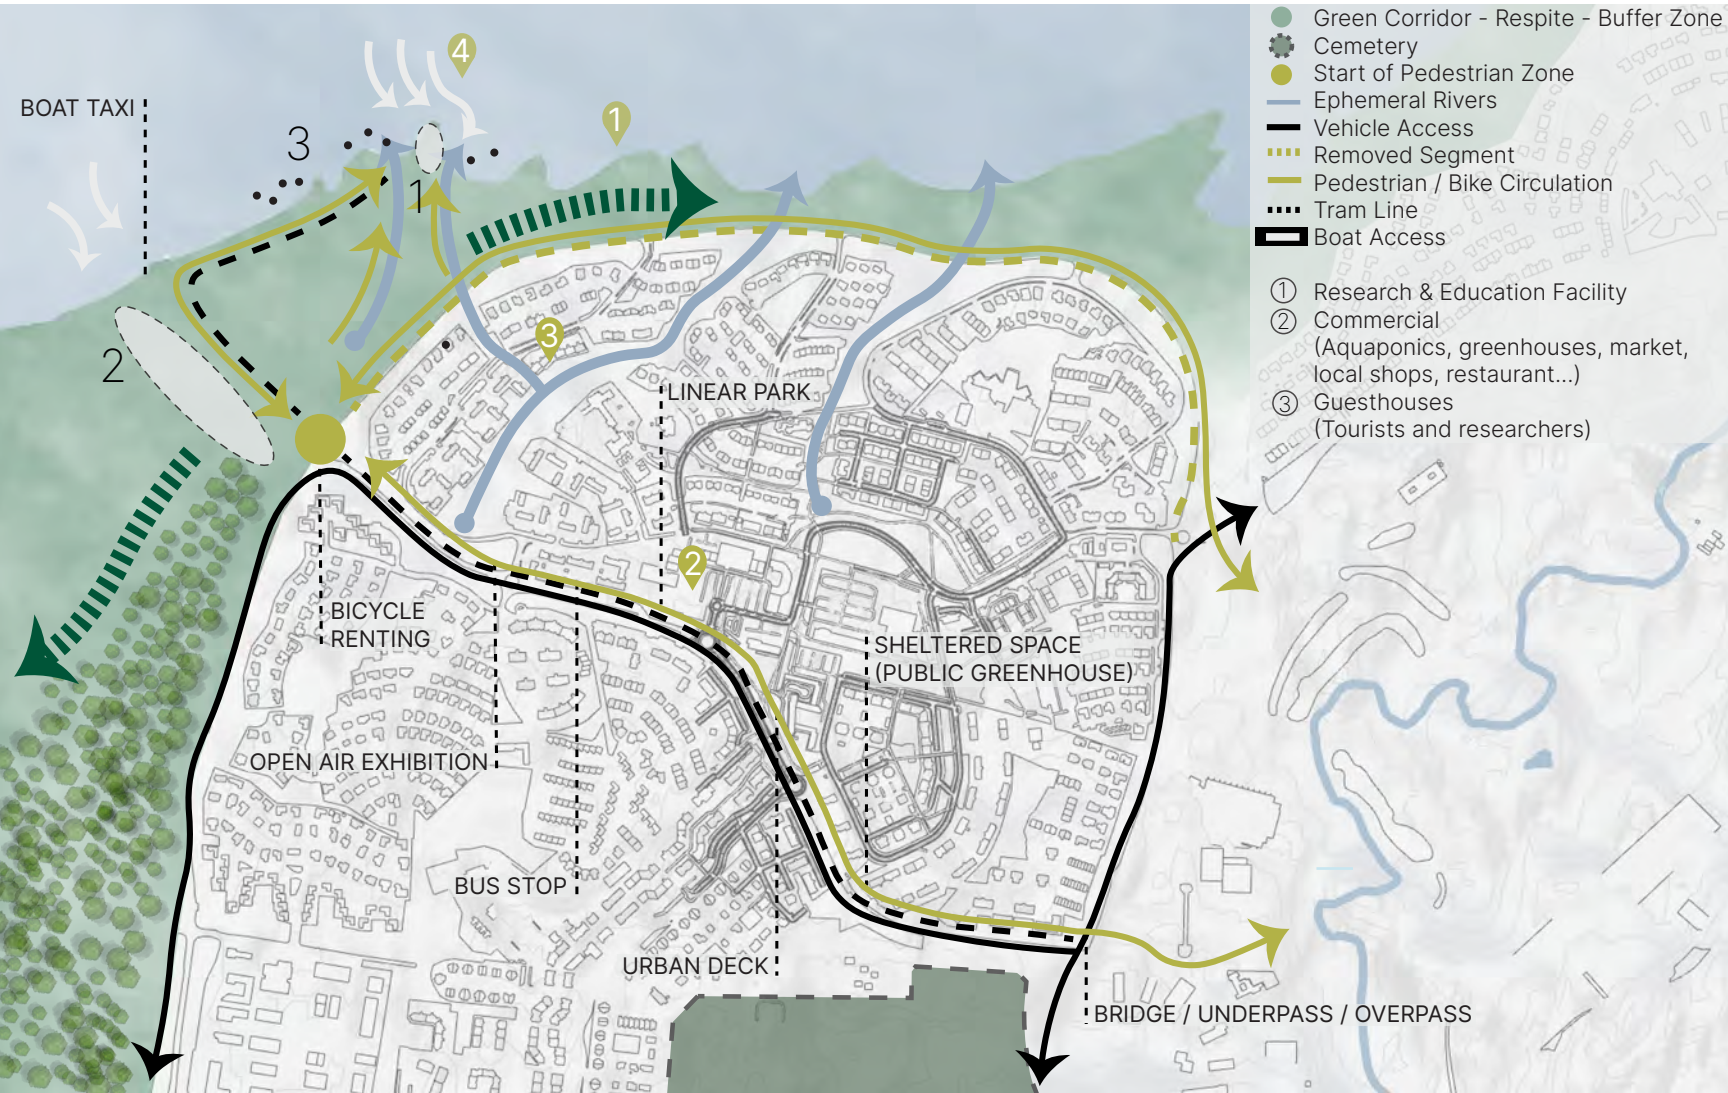 Green Corridor - Respite - Buffer Zone
Cemetery
Start of Pedestrian Zone
Ephemeral Rivers
Vehicle Access
Removed Segment
Pedestrian / Bike Circulation
Tram Line
Boat Access
1 Research & Education Facility
2 Commercial
(Aquaponics, greenhouses, market,
local shops, restaurant...)
3 Guesthouses
(Tourists and researchers)
4
BOAT TAXI
1
3
1
3
2
LINEAR PARK
2
BICYCLE
RENTING
SHELTERED SPACE
(PUBLIC GREENHOUSE)
OPEN AIR EXHIBITION
BUS STOP
URBAN DECK
BRIDGE / UNDERPASS / OVERPASS